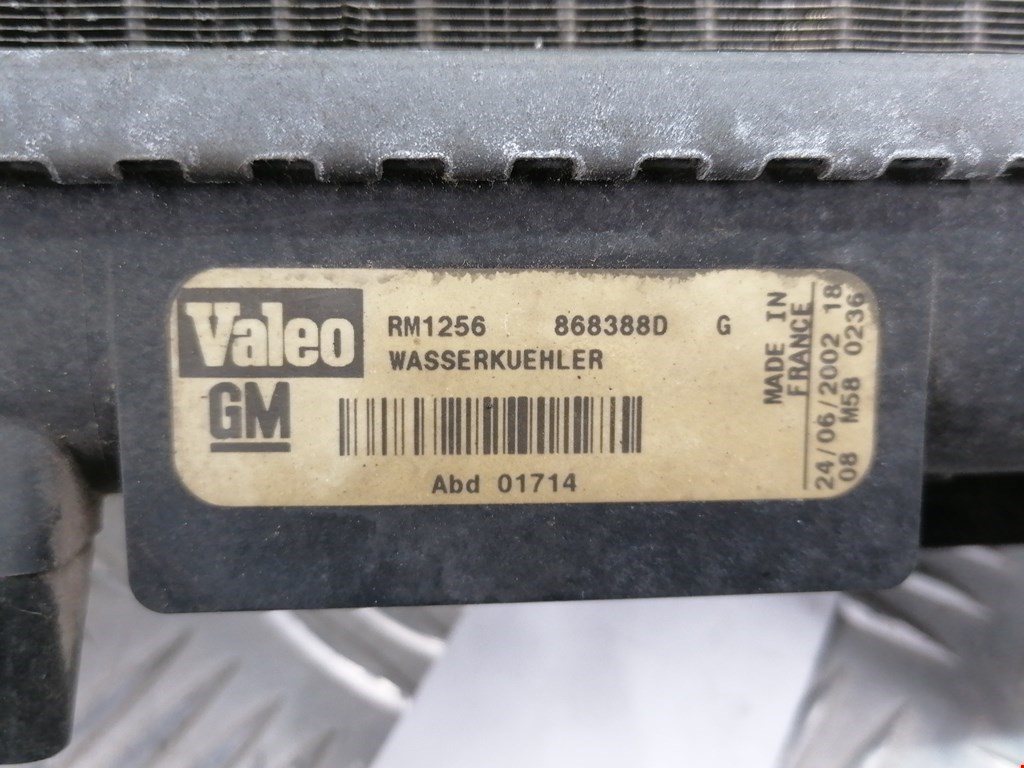 Valeo
GM
RM1256 868388D G
WASSERKUEHLER
Abd 01714
MADE IN
FRANCE
24/06/2002 18
08 M58 0236